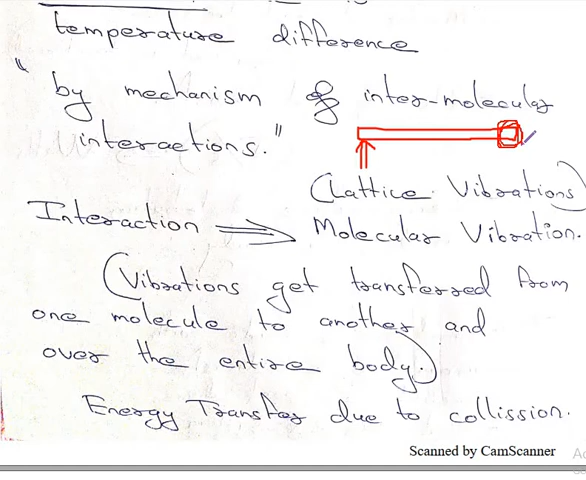 temperature difference
"by mechanism of inter-molecular
interactions."
(Lattice Vibrations)
Interaction ⇒ Molecular Vibration.
(Vibrations get transferred from
one molecule to another and
over the entire body.)
Energy Transfer due to collission.
Scanned by CamScanner